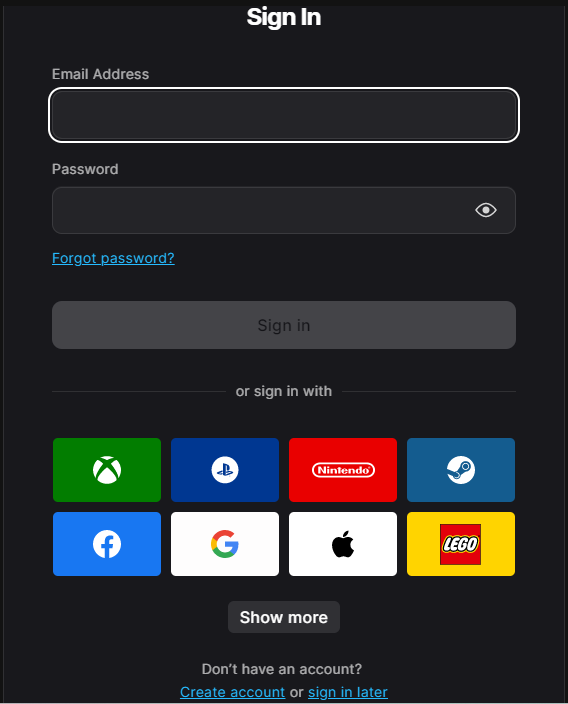 Sign In
Email Address
Password
Forgot password?
Sign in
or sign in with
Nintendo
LEGO
Show more
Don't have an account?
Create account or sign in later